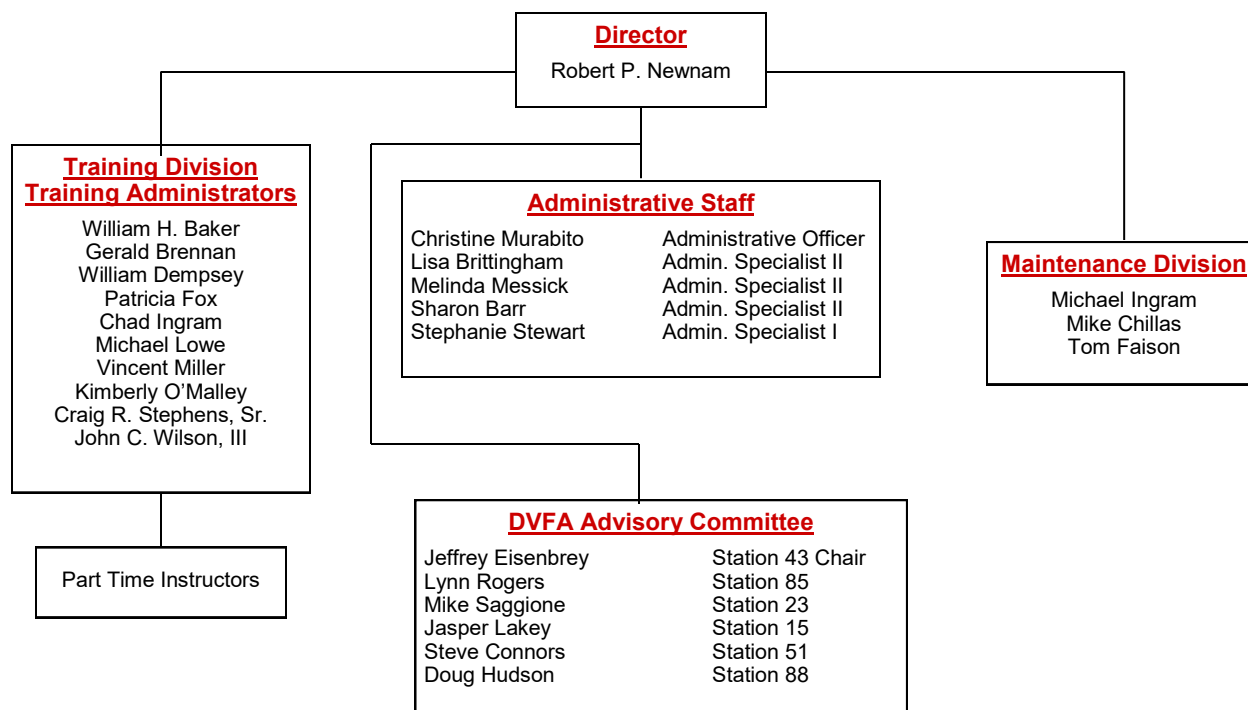 Director
Robert P. Newnam
Training Division
Training Administrators
William H. Baker
Gerald Brennan
William Dempsey
Patricia Fox
Chad Ingram
Michael Lowe
Vincent Miller
Kimberly O’Malley
Craig R. Stephens, Sr.
John C. Wilson, III
Part Time Instructors
Administrative Staff
Christine Murabito Administrative Officer
Lisa Brittingham Admin. Specialist II
Melinda Messick Admin. Specialist II
Sharon Barr Admin. Specialist II
Stephanie Stewart Admin. Specialist I
Maintenance Division
Michael Ingram
Mike Chillas
Tom Faison
DVFA Advisory Committee
Jeffrey Eisenbrey Station 43 Chair
Lynn Rogers Station 85
Mike Saggione Station 23
Jasper Lakey Station 15
Steve Connors Station 51
Doug Hudson Station 88